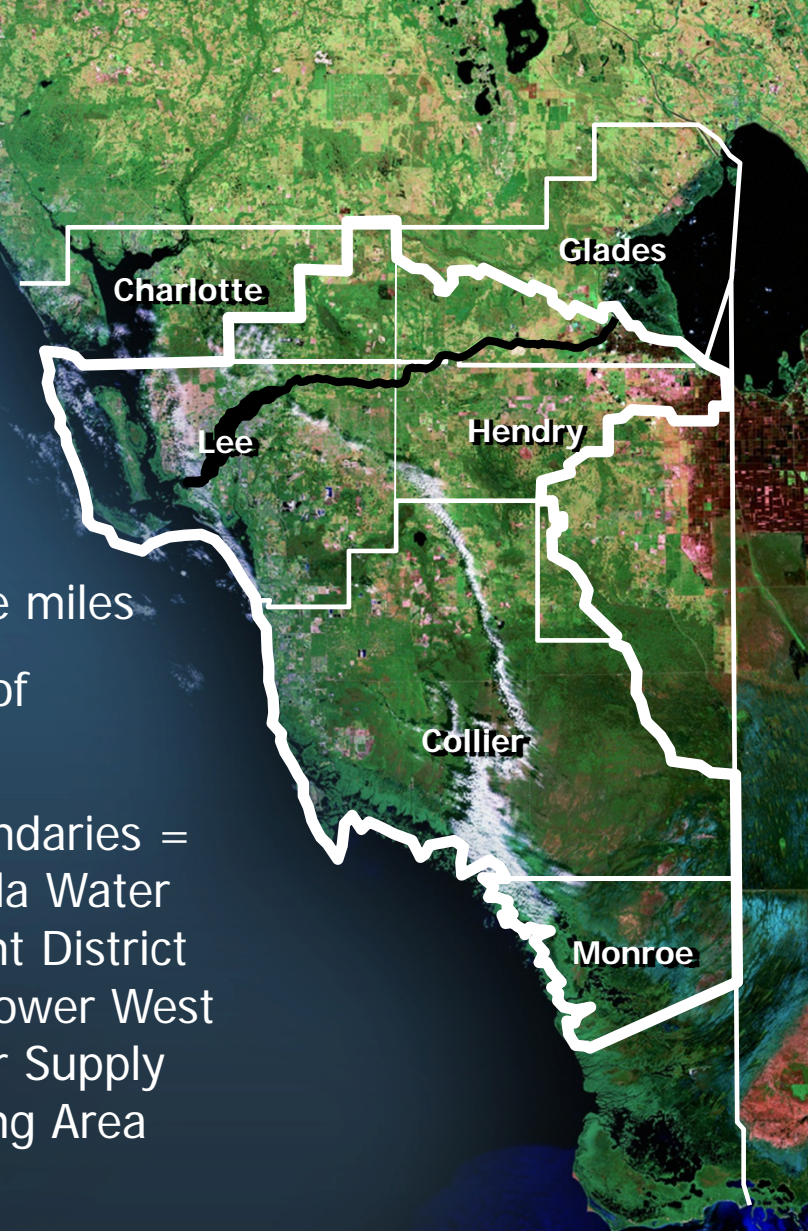 Glades
Charlotte
Lee
Hendry
e miles
of
Collier
ndaries =
da Water
nt District
ower West
Monroe
r Supply
ng Area